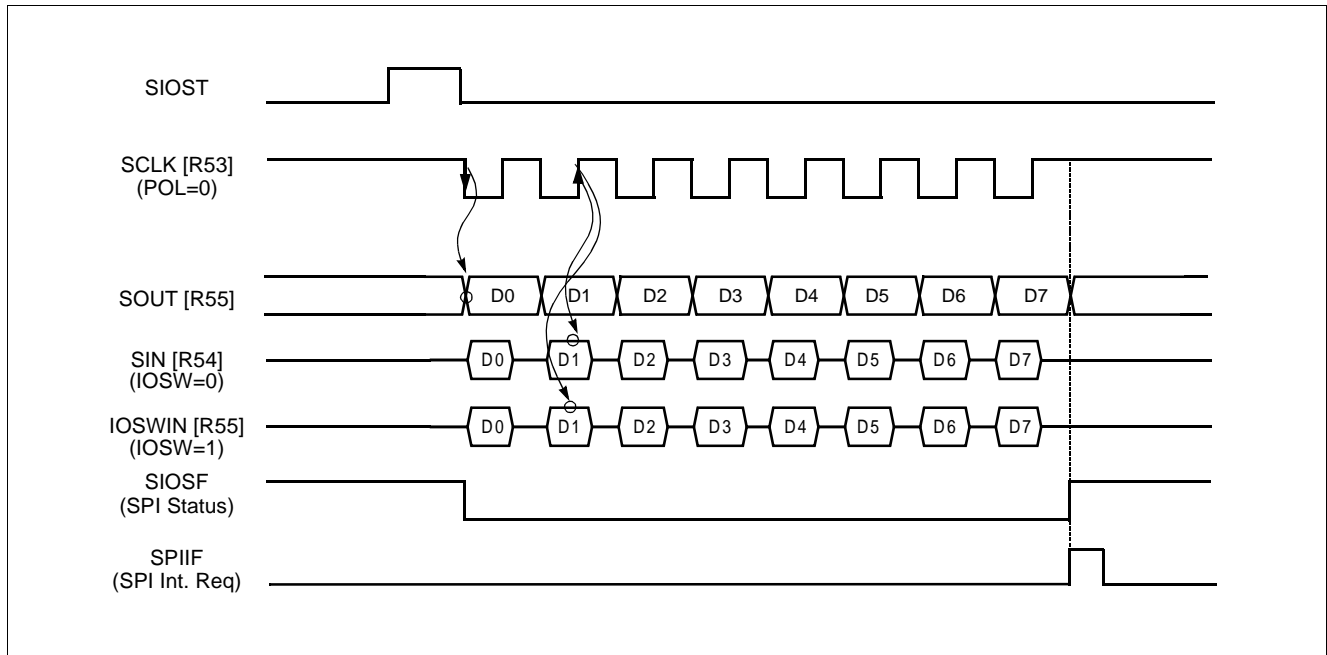 SIOST
SCLK [R53]
(POL=0)
SOUT [R55]
D0 D1 D2 D3 D4 D5 D6 D7
SIN [R54]
(IOSW=0)
D0 D1 D2 D3 D4 D5 D6 D7
IOSWIN [R55]
(IOSW=1)
D0 D1 D2 D3 D4 D5 D6 D7
SIOSF
(SPI Status)
SPIIF
(SPI Int. Req)